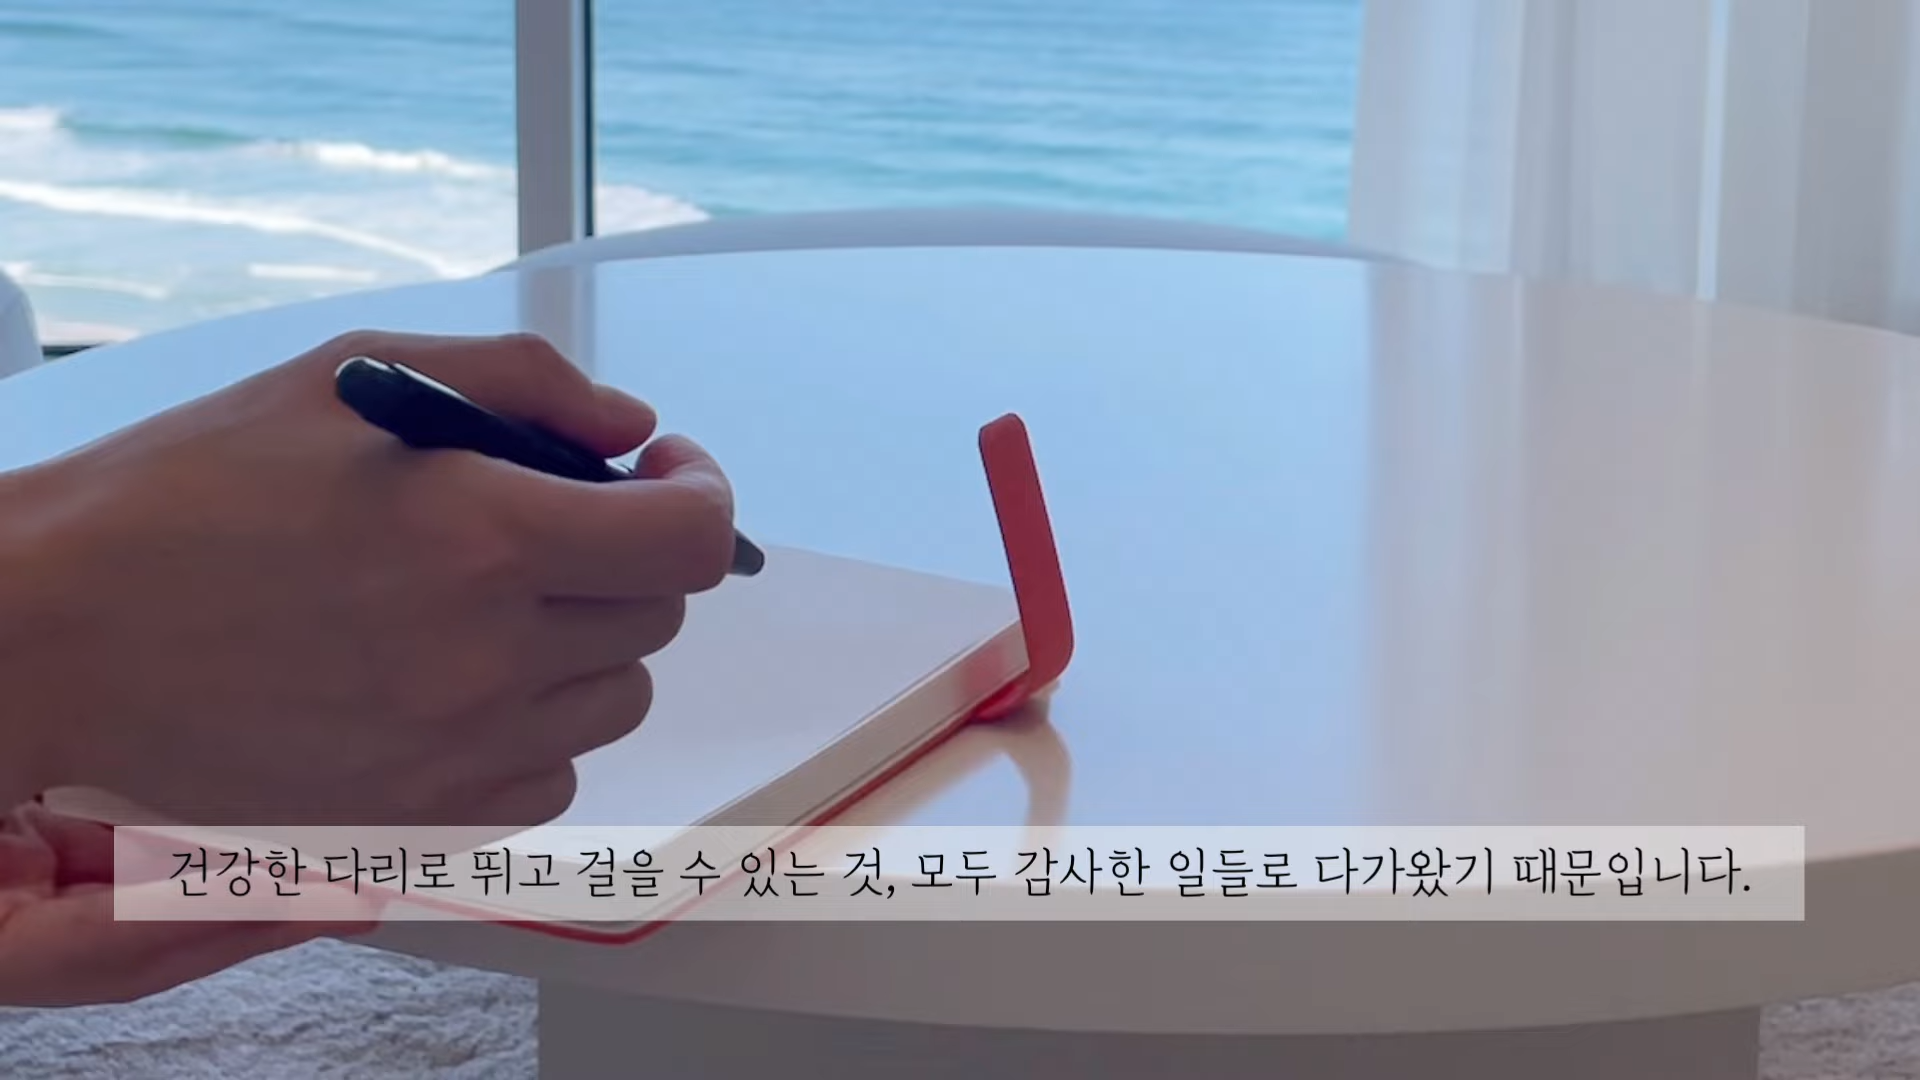 건강한 다리로 뛰고 걸을 수 있는 것, 모두 감사한 일들로 다가왔기 때문입니다.